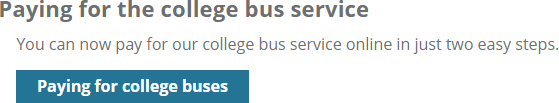 Paying for the college bus service
You can now pay for our college bus service online in just two easy steps.
Paying for college buses